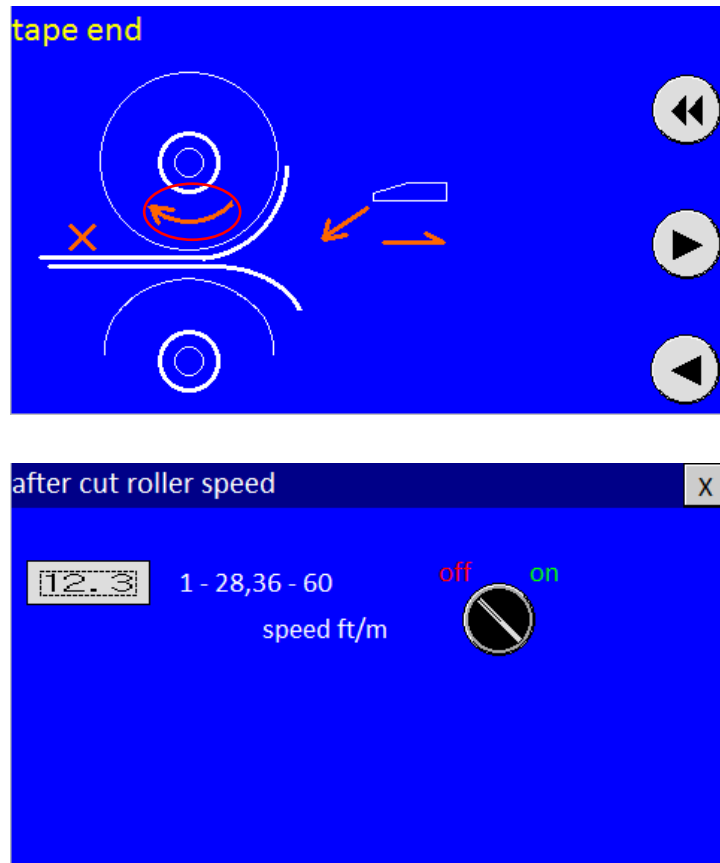 tape end
after cut roller speed
X
12.3
1 - 28,36 - 60
off
on
speed ft/m